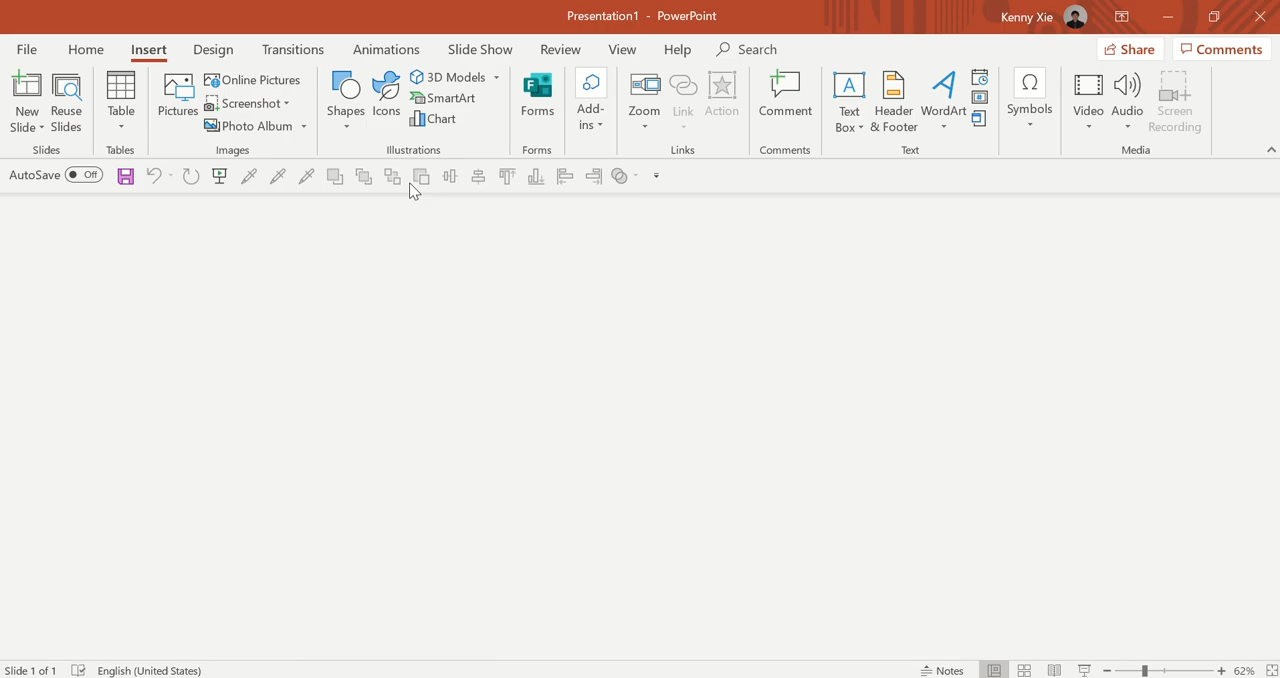 Presentation1 - PowerPoint
Kenny Xie
File Home Insert Design Transitions Animations Slide Show Review View Help Search Share Comments
New Slide
Reuse Slides
Slides
Table
Tables
Pictures
Online Pictures
Screenshot
Photo Album
Images
Shapes
Icons
3D Models
SmartArt
Chart
Illustrations
Forms
Forms
Add-
ins
Zoom
Link
Action
Links
Comment
Comments
A
Text
Box
Header
& Footer
WordArt
Text
Ω
Symbols
Video
Audio
Screen
Recording
Media
AutoSave Off
Slide 1 of 1 English (United States) Notes 62%